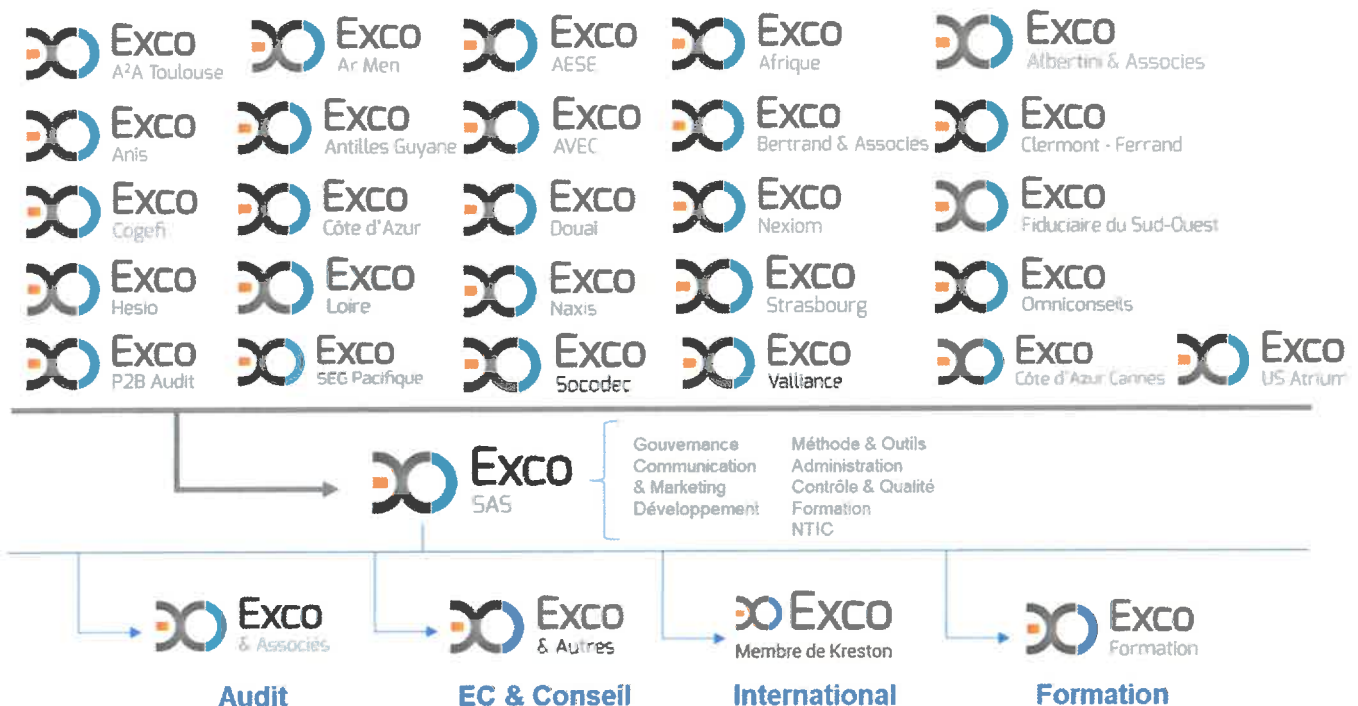 Exco
A²A Toulouse
Exco
Ar Men
Exco
AESE
Exco
Afrique
Exco
Albertini & Associés
Exco
Anis
Exco
Antilles Guyane
Exco
AVEC
Exco
Bertrand & Associés
Exco
Clermont - Ferrand
Exco
Cogefi
Exco
Côte d'Azur
Exco
Douai
Exco
Nexiom
Exco
Fiduciaire du Sud-Ouest
Exco
Hesio
Exco
Loire
Exco
Naxis
Exco
Strasbourg
Exco
Omniconseils
Exco
P2B Audit
Exco
SEG Pacifique
Exco
Socodec
Exco
Valliance
Exco
Côte d'Azur Cannes
Exco
US Atrium
Exco
SAS
Gouvernance
Communication
& Marketing
Développement
Méthode & Outils
Administration
Contrôle & Qualité
Formation
NTIC
Exco
& Associés
Audit
Exco
& Autres
EC & Conseil
Exco
Membre de Kreston
International
Exco
Formation
Formation